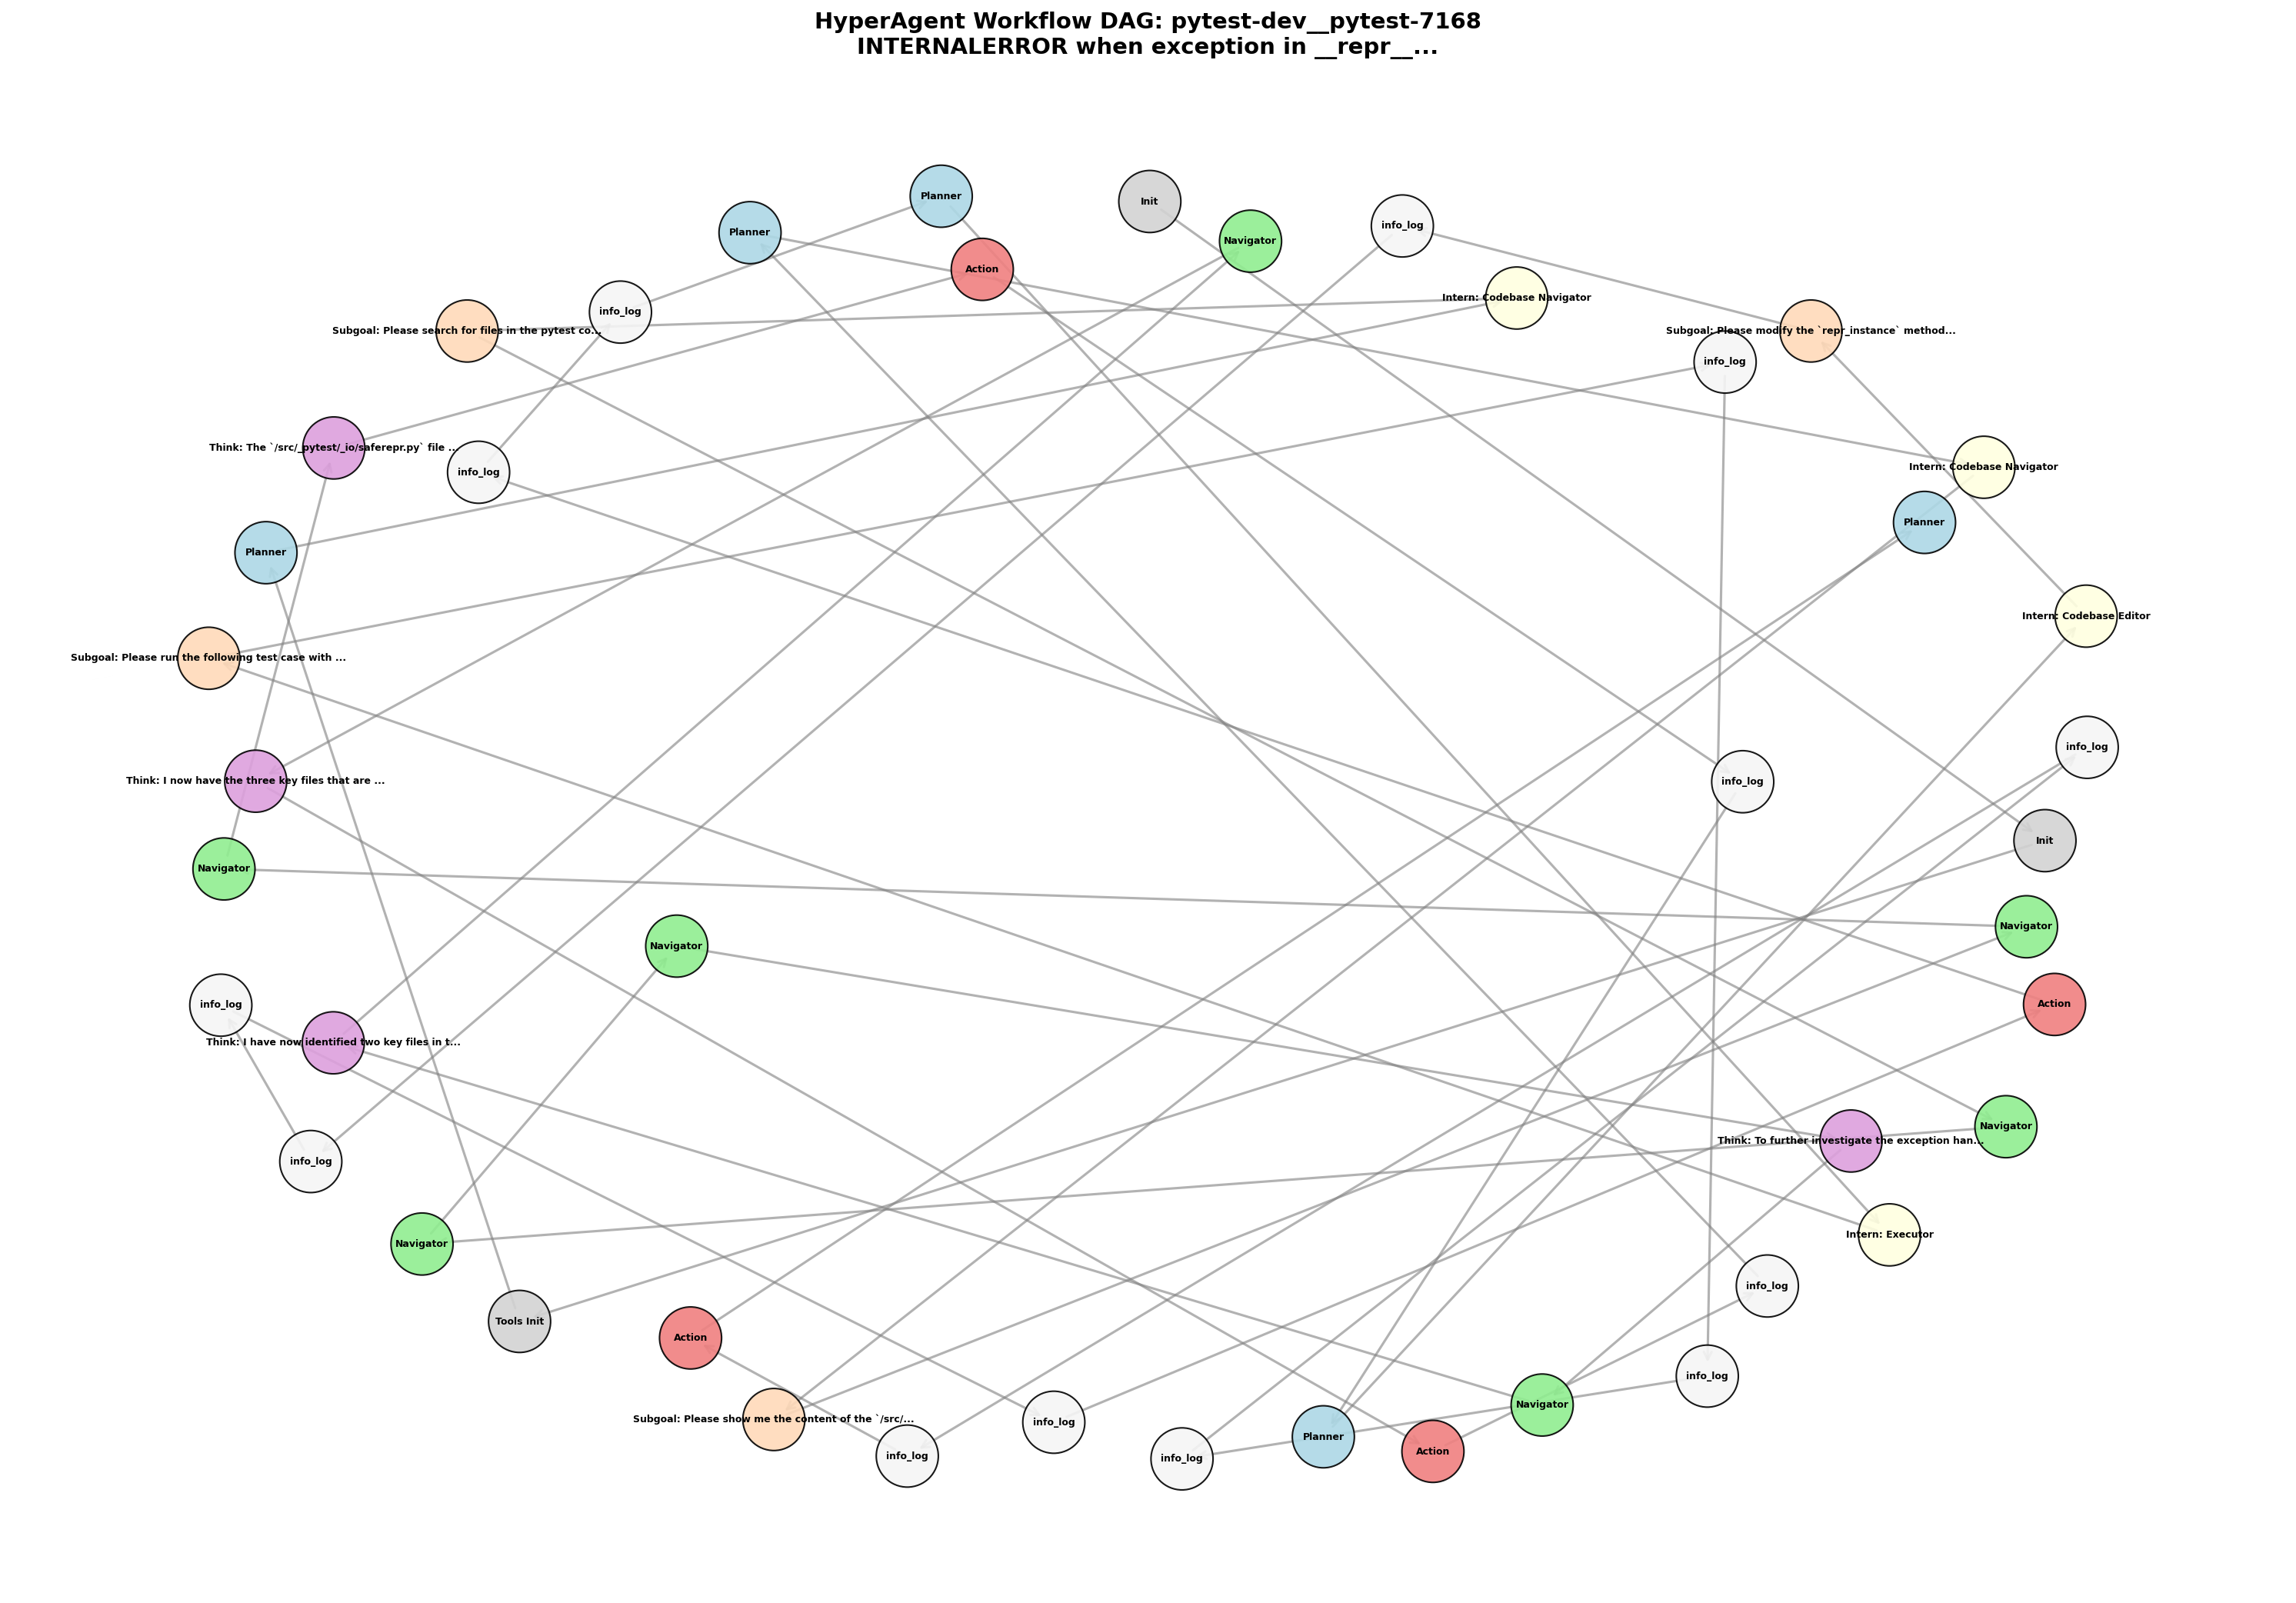 HyperAgent Workflow DAG: pytest-dev__pytest-7168
INTERNALERROR when exception in __repr__...
Planner
Init
info_log
Planner
Navigator
Action
Intern: Codebase Navigator
info_log
Subgoal: Please search for files in the pytest co...
Subgoal: Please modify the `repr_instance` method...
info_log
Think: The `/src/_pytest/_io/saferepr.py` file ...
Intern: Codebase Navigator
info_log
Planner
Planner
Intern: Codebase Editor
Subgoal: Please run the following test case with ...
info_log
Think: I now have the three key files that are ...
info_log
Init
Navigator
Navigator
Navigator
info_log
Action
Think: I have now identified two key files in t...
Navigator
Think: To further investigate the exception han...
info_log
Intern: Executor
Navigator
info_log
Tools Init
Action
info_log
Navigator
Subgoal: Please show me the content of the `/src/...
info_log
Planner
Action
info_log
info_log